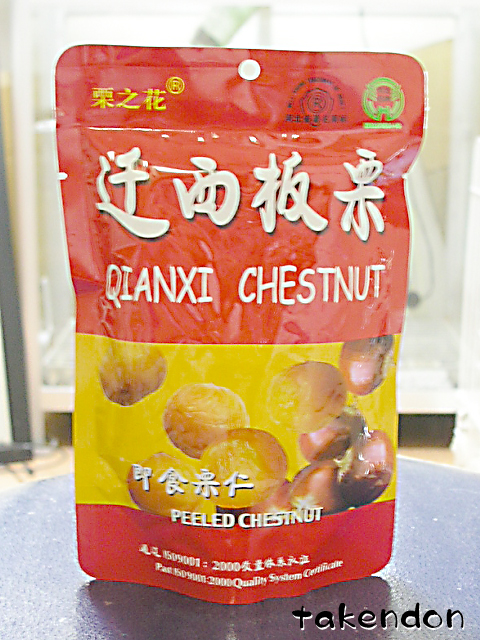 栗之花®
迁西板栗
QIANXI CHESTNUT
即食栗仁
PEELED CHESTNUT
通过ISO9001:2000质量体系认证
Past ISO9001:2000 Quality System Certificate
takendon